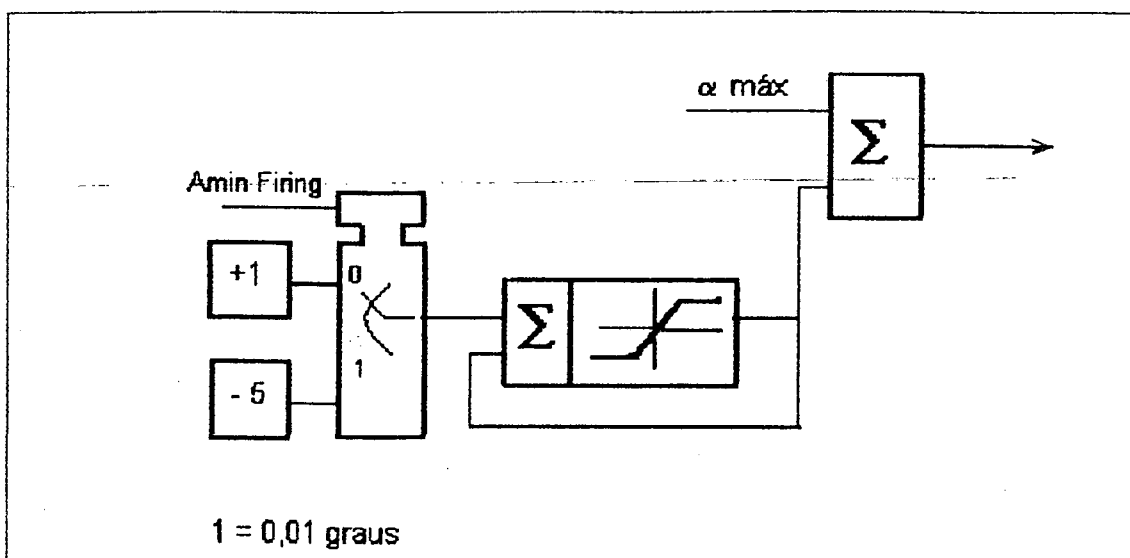 α máx
Σ
Amin Firing
+1
0
Σ
1
- 5
1 = 0,01 graus